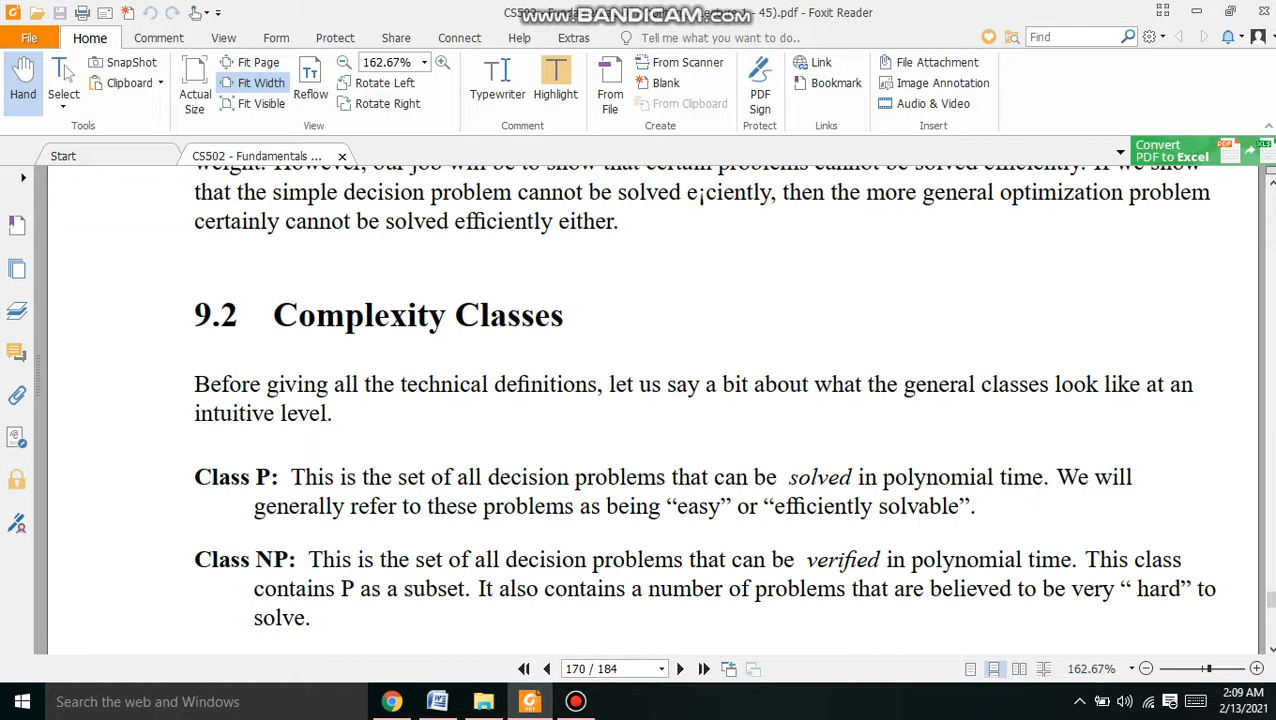 CS502 - Funda
45).pdf - Foxit Reader
www.BANDICAM.com
File Home Comment View Form Protect Share Connect Help Extras Tell me what you want to do.. Find
Hand
Select
SnapShot
Clipboard
Tools
Actual Size
Fit Page
Fit Width
Fit Visible
Reflow
162.67%
Rotate Left
Rotate Right
View
Typewriter
Highlight
Comment
From File
From Scanner
Blank
From Clipboard
Create
PDF Sign
Protect
Link
Bookmark
Links
File Attachment
Image Annotation
Audio & Video
Insert
Start
CS502 - Fundamentals ...
Convert
PDF to Excel
that the simple decision problem cannot be solved e¡ciently, then the more general optimization problem
certainly cannot be solved efficiently either.
9.2 Complexity Classes
Before giving all the technical definitions, let us say a bit about what the general classes look like at an
intuitive level.
Class P: This is the set of all decision problems that can be solved in polynomial time. We will
generally refer to these problems as being “easy” or “efficiently solvable”.
Class NP: This is the set of all decision problems that can be verified in polynomial time. This class
contains P as a subset. It also contains a number of problems that are believed to be very “ hard” to
solve.
170 / 184
162.67%
Search the web and Windows
2:09 AM
2/13/2021